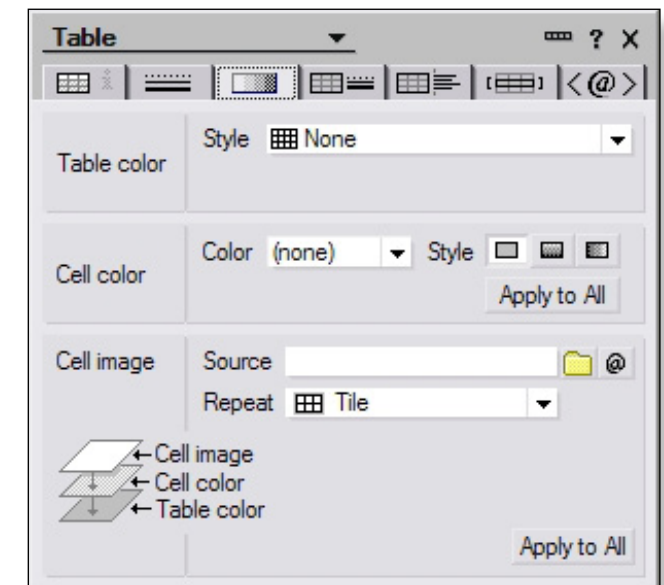 Table
? X
<@>
Style None
Table color
Color (none) Style
Cell color
Apply to All
Cell image Source @
Repeat Tile
Cell image
Cell color
Table color
Apply to All